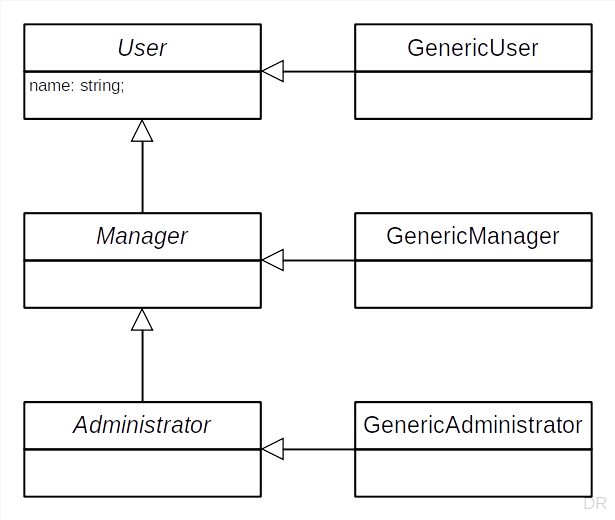 User
GenericUser
name: string;
Manager
GenericManager
Administrator
GenericAdministrator
DR